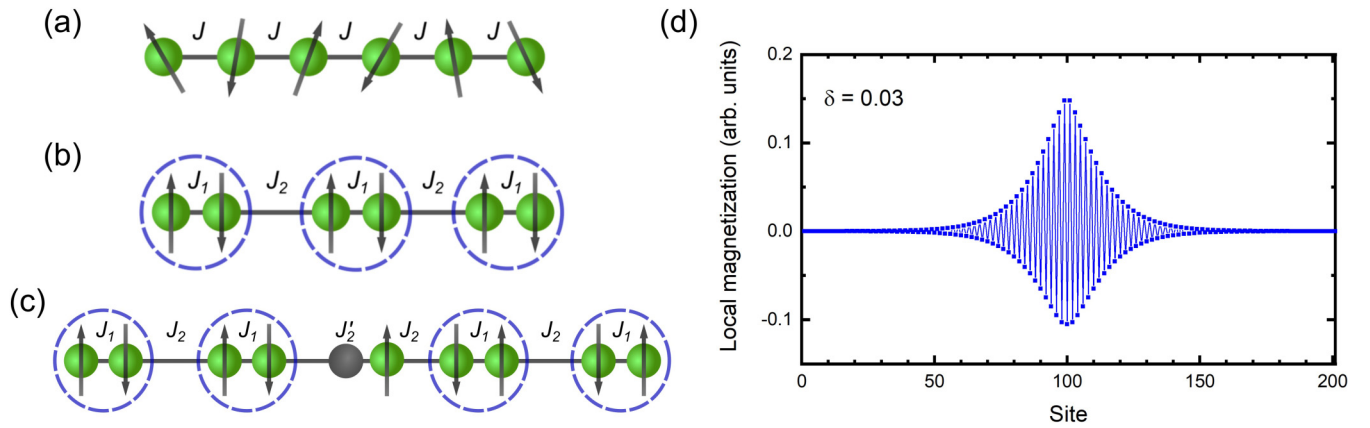 (a)
J J J J J
(b)
J₁ J₂ J₁ J₂ J₁
(c)
J₁ J₂ J₁ J₂' J₂ J₁ J₂ J₁
(d)
δ = 0.03
Local magnetization (arb. units)
0.2
0.1
0.0
-0.1
0 50 100 150 200
Site